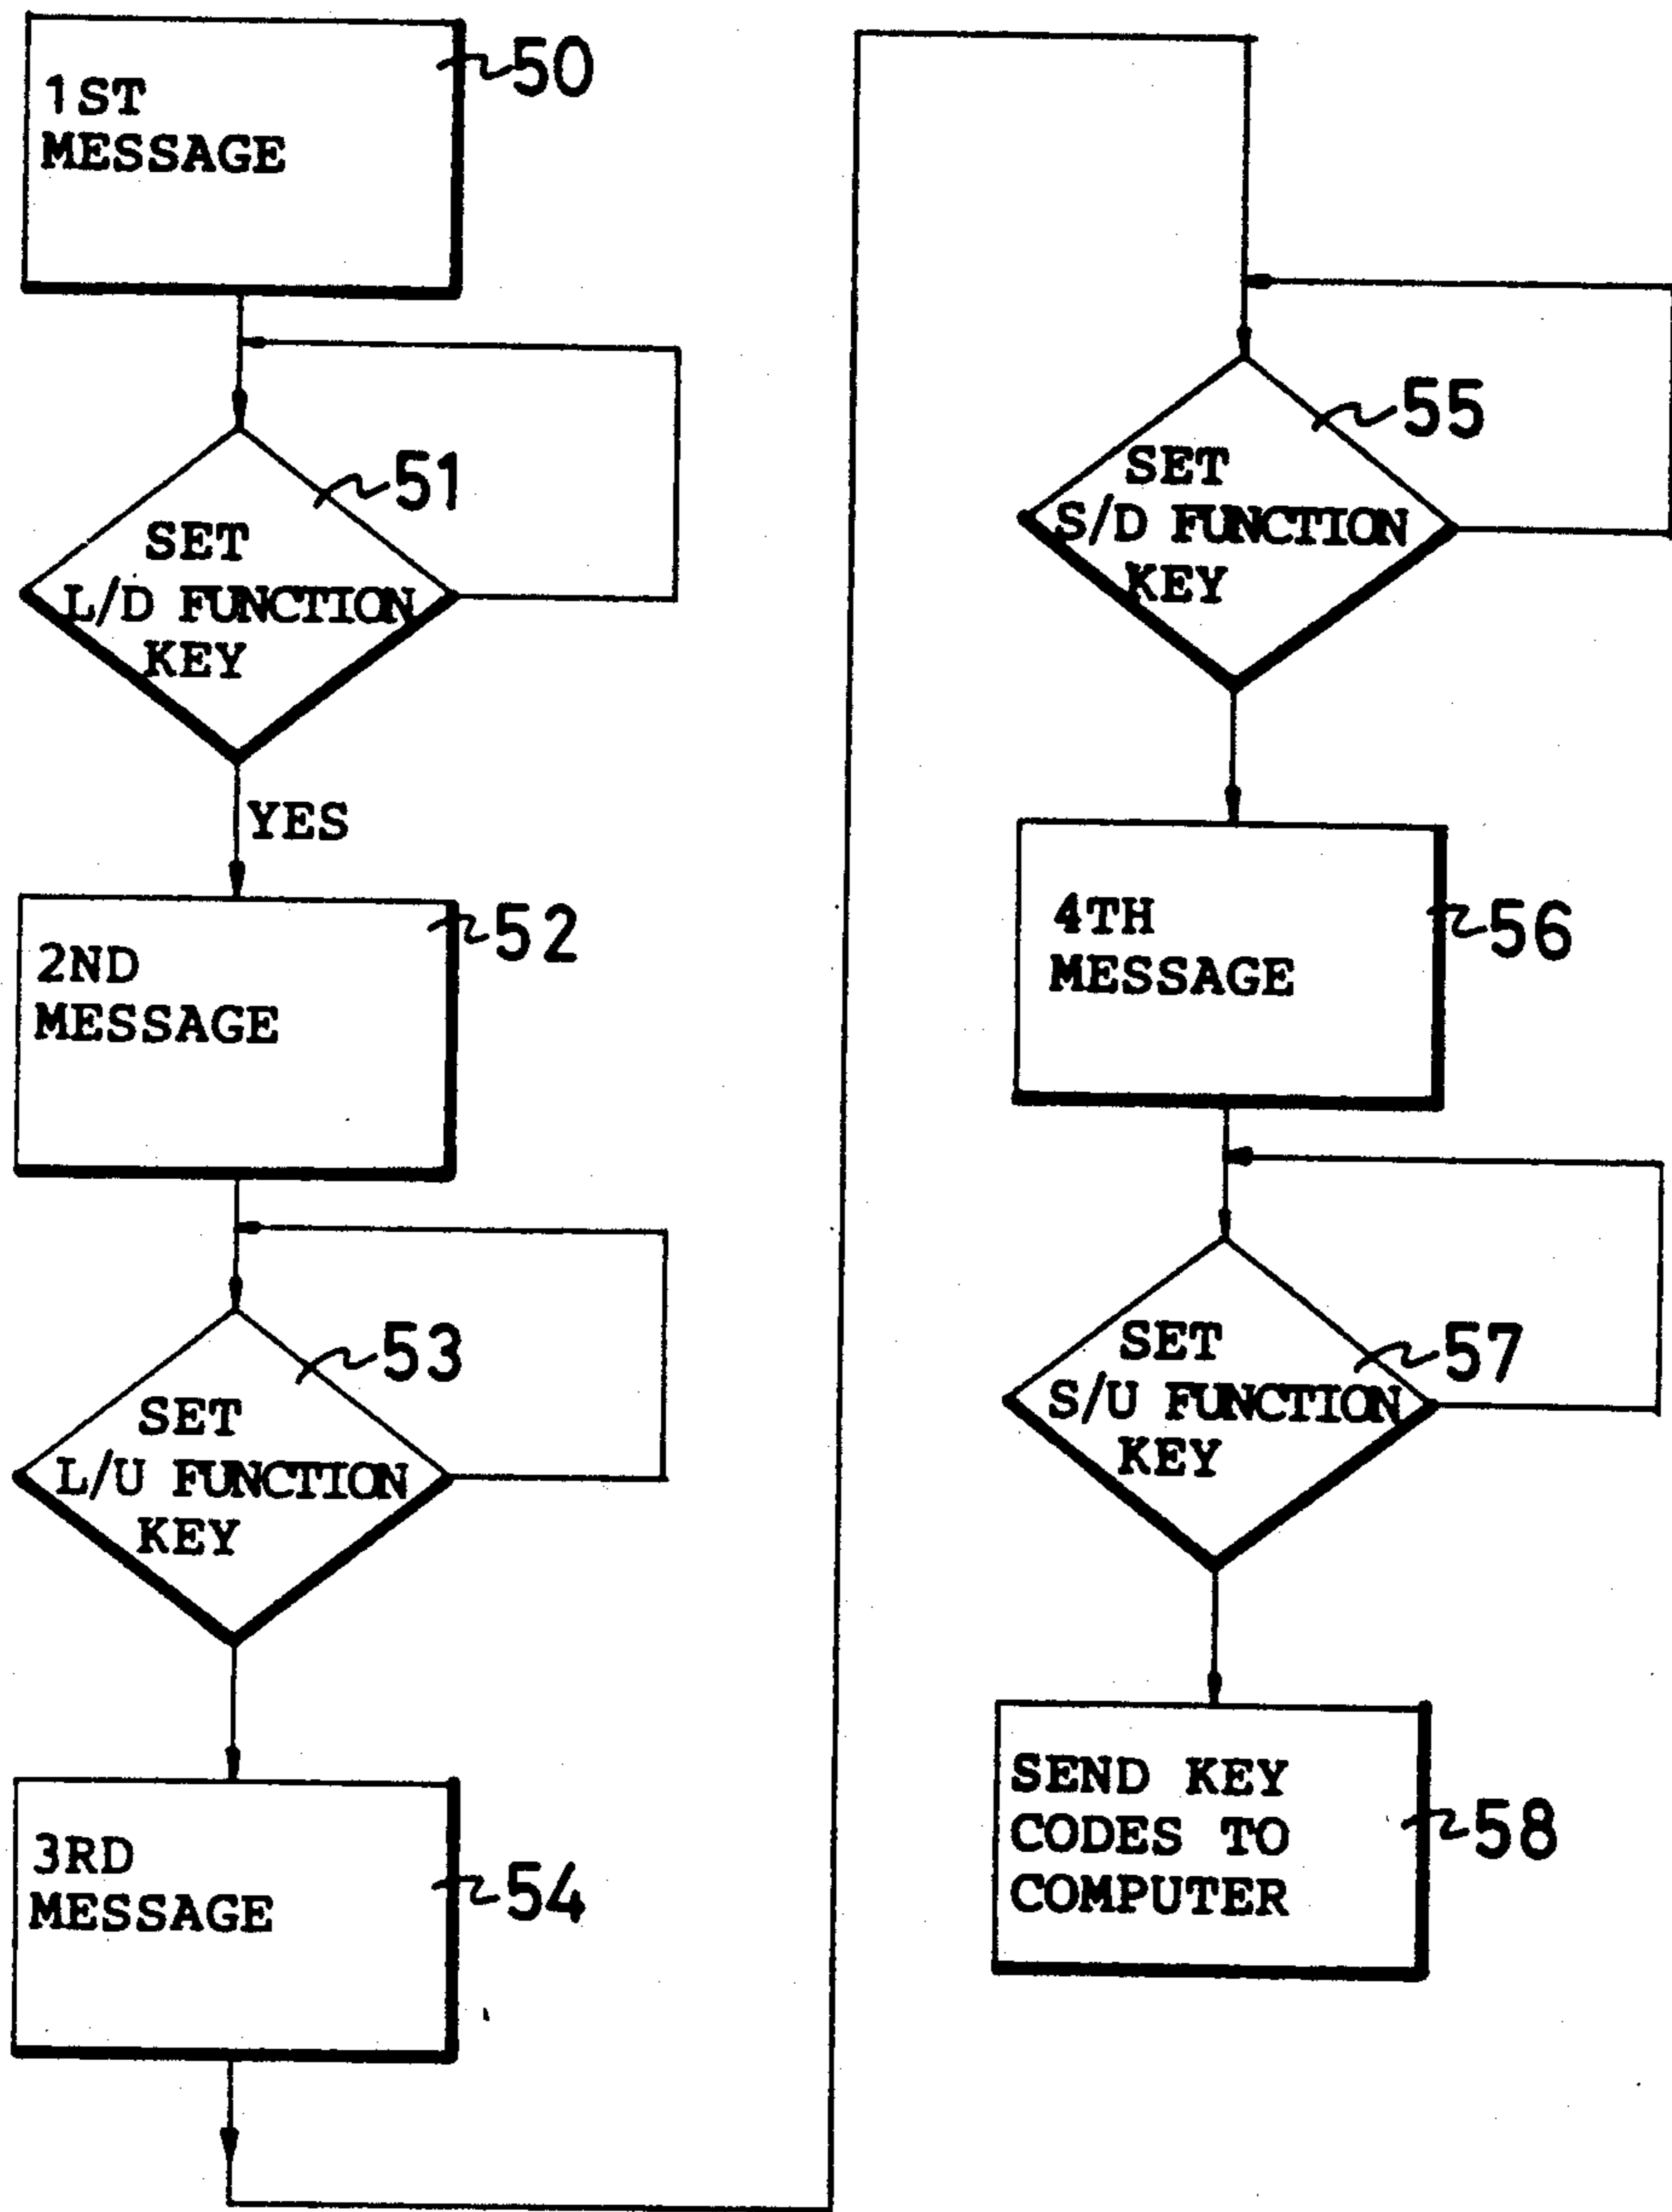 1ST
MESSAGE
50
51
SET
L/D FUNCTION
KEY
YES
2ND
MESSAGE
52
53
SET
L/U FUNCTION
KEY
3RD
MESSAGE
54
55
SET
S/D FUNCTION
KEY
4TH
MESSAGE
56
57
SET
S/U FUNCTION
KEY
SEND KEY
CODES TO
COMPUTER
58